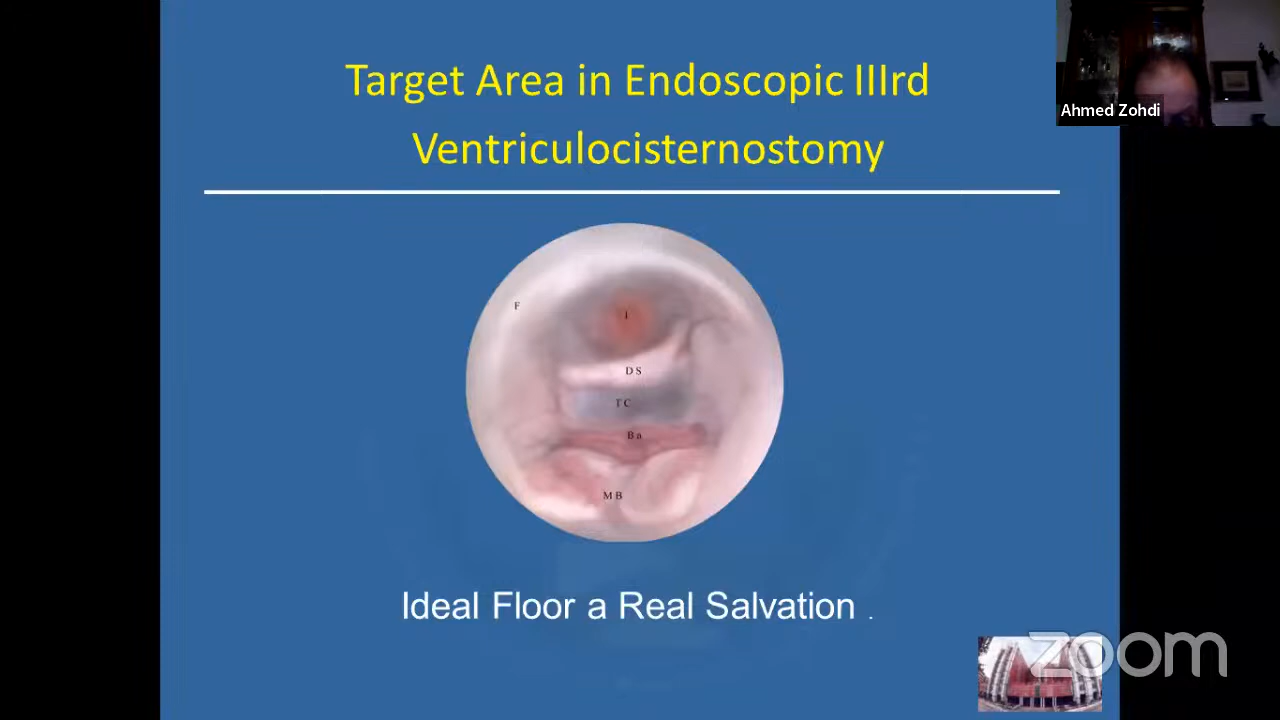 Target Area in Endoscopic IIIrd
Ventriculocisternostomy
Ahmed Zohdi
F
I
DS
TC
Ba
MB
Ideal Floor a Real Salvation .
zoom